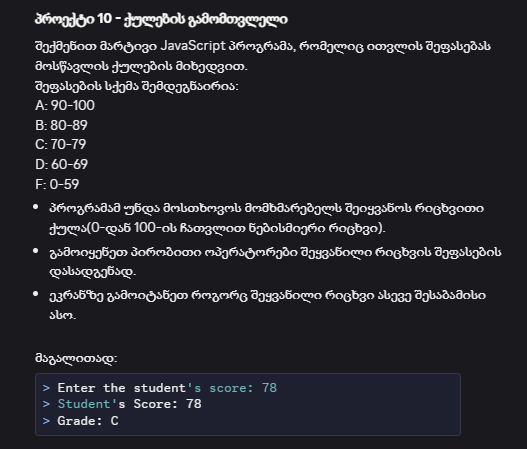 პროექტი 10 - ქულების გამომთვლელი
შექმენით მარტივი JavaScript პროგრამა, რომელიც ითვლის შეფასებას
მოსწავლის ქულების მიხედვით.
შეფასების სქემა შემდეგნაირია:
A: 90-100
B: 80-89
C: 70-79
D: 60-69
F: 0-59
• პროგრამამ უნდა მოსთხოვოს მომხმარებელს შეიყვანოს რიცხვითი
ქულა(0-დან 100-ის ჩათვლით ნებისმიერი რიცხვი).
• გამოიყენეთ პირობითი ოპერატორები შეყვანილი რიცხვის შეფასების
დასადგენად.
• ეკრანზე გამოიტანეთ როგორც შეყვანილი რიცხვი ასევე შესაბამისი
ასო.
მაგალითად:
> Enter the student's score: 78
> Student's Score: 78
> Grade: C